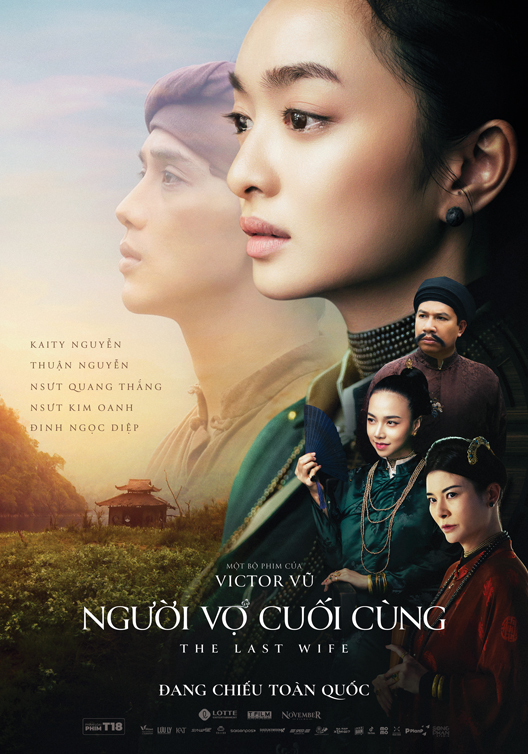 KAITY NGUYỄN
THUẬN NGUYỄN
NSƯT QUANG THẮNG
NSƯT KIM OANH
ĐINH NGỌC DIỆP
MỘT BỘ PHIM CỦA
VICTOR VŨ
NGƯỜI VỢ CUỐI CÙNG
THE LAST WIFE
ĐANG CHIẾU TOÀN QUỐC
LOTTE
NOVEMBER
PHIM T18